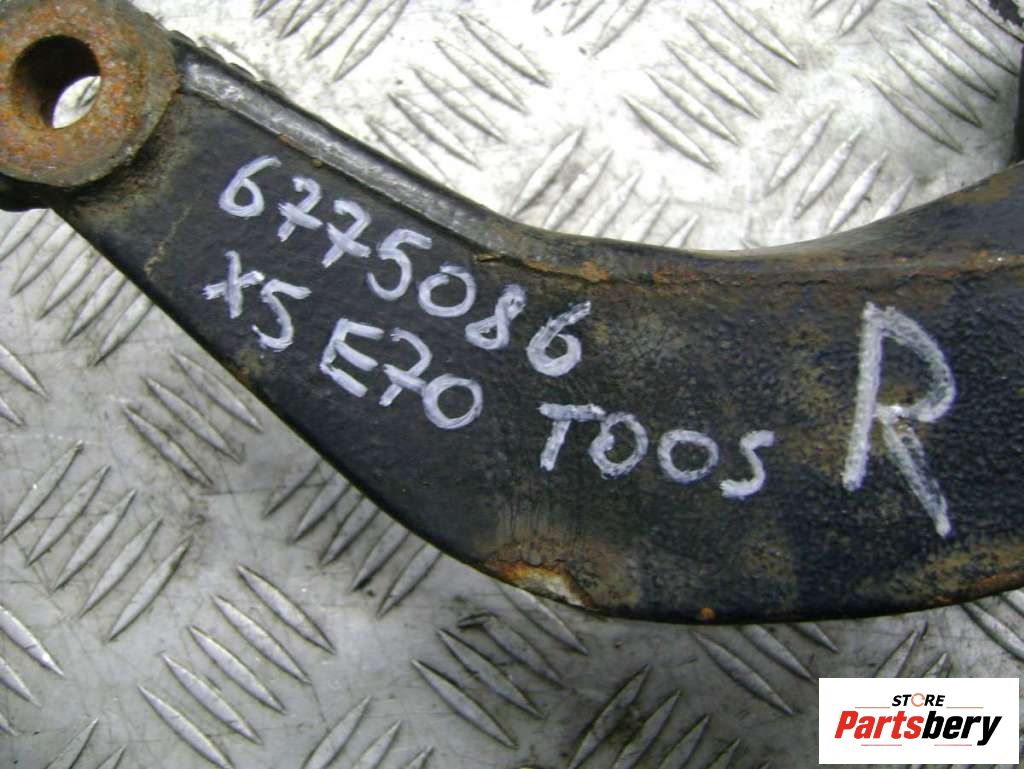 6775086
X5 E70 TOOS
R
STORE
Partsbery